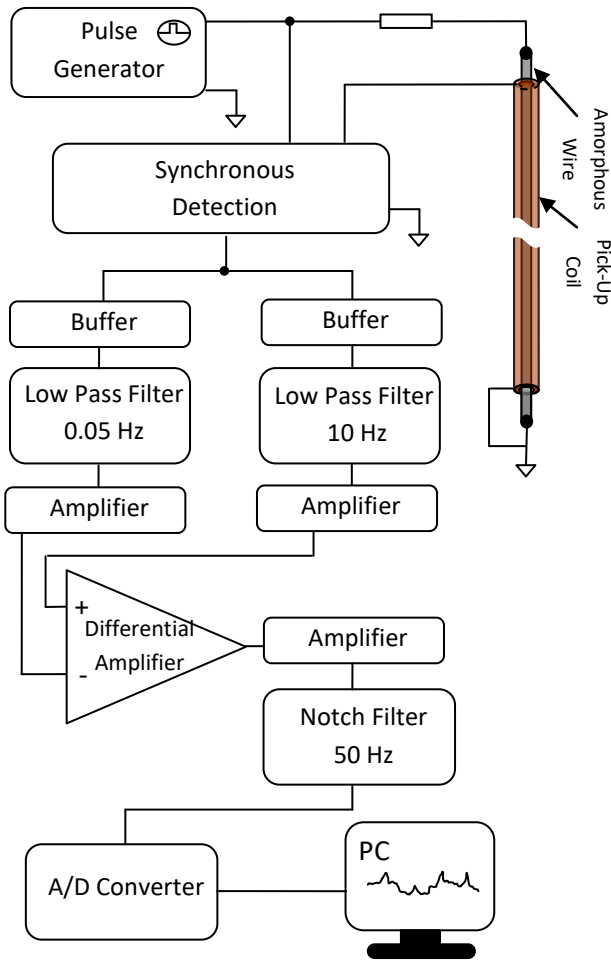 Pulse
Generator
Amorphous
Wire
Pick-Up
Coil
Synchronous
Detection
Buffer
Buffer
Low Pass Filter
0.05 Hz
Low Pass Filter
10 Hz
Amplifier
Amplifier
+
Differential
Amplifier
-
Amplifier
Notch Filter
50 Hz
A/D Converter
PC